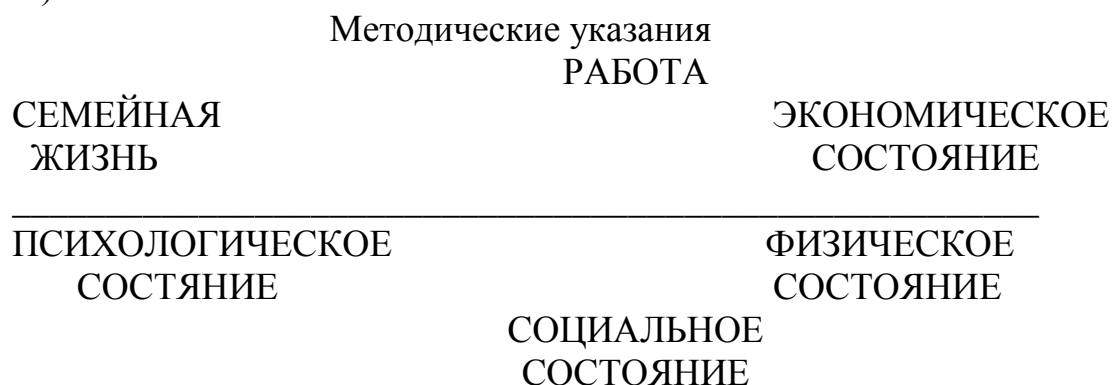 Методические указания
РАБОТА
СЕМЕЙНАЯ ЭКОНОМИЧЕСКОЕ
ЖИЗНЬ СОСТОЯНИЕ
ПСИХОЛОГИЧЕСКОЕ ФИЗИЧЕСКОЕ
СОСТЯНИЕ СОСТОЯНИЕ
СОЦИАЛЬНОЕ
СОСТОЯНИЕ